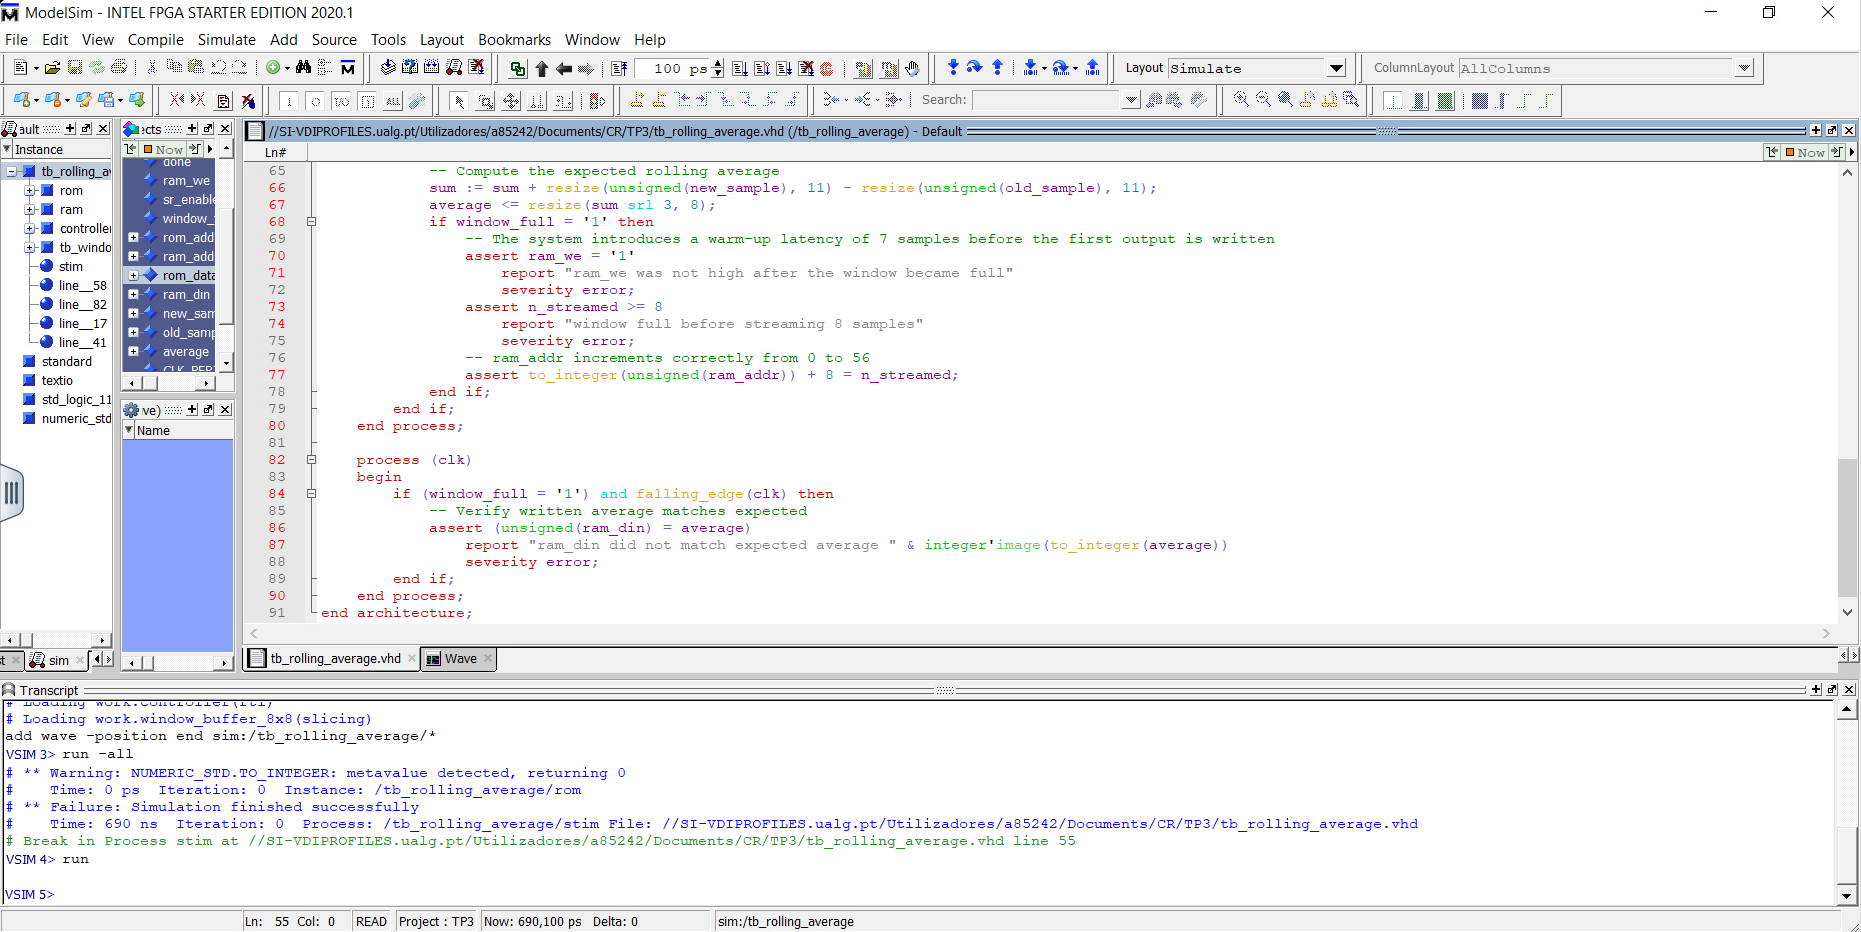 ModelSim - INTEL FPGA STARTER EDITION 2020.1
File Edit View Compile Simulate Add Source Tools Layout Bookmarks Window Help
100 ps
Layout Simulate
ColumnLayout AllColumns
Search:
ault
Instance
tb_rolling_av
rom
ram
controller
tb_windo
stim
line__58
line__82
line__17
line__41
standard
textio
std_logic_11
numeric_std
sim
ects
Now
done
ram_we
sr_enable
window_
rom_add
ram_add
rom_data
ram_din
new_sam
old_samp
average
CLK_PER
ve)
Name
//SI-VDIPROFILES.ualg.pt/Utilizadores/a85242/Documents/CR/TP3/tb_rolling_average.vhd (/tb_rolling_average) - Default
Ln#
Now
65 -- Compute the expected rolling average
66 sum := sum + resize(unsigned(new_sample), 11) - resize(unsigned(old_sample), 11);
67 average <= resize(sum srl 3, 8);
68 if window_full = '1' then
69 -- The system introduces a warm-up latency of 7 samples before the first output is written
70 assert ram_we = '1'
71 report "ram_we was not high after the window became full"
72 severity error;
73 assert n_streamed >= 8
74 report "window full before streaming 8 samples"
75 severity error;
76 -- ram_addr increments correctly from 0 to 56
77 assert to_integer(unsigned(ram_addr)) + 8 = n_streamed;
78 end if;
79 end if;
80 end process;
81
82 process (clk)
83 begin
84 if (window_full = '1') and falling_edge(clk) then
85 -- Verify written average matches expected
86 assert (unsigned(ram_din) = average)
87 report "ram_din did not match expected average " & integer'image(to_integer(average))
88 severity error;
89 end if;
90 end process;
91 end architecture;
tb_rolling_average.vhd
Wave
Transcript
# Loading work.controller(rtl)
# Loading work.window_buffer_8x8(slicing)
add wave -position end sim:/tb_rolling_average/*
VSIM 3> run -all
# ** Warning: NUMERIC_STD.TO_INTEGER: metavalue detected, returning 0
# Time: 0 ps Iteration: 0 Instance: /tb_rolling_average/rom
# ** Failure: Simulation finished successfully
# Time: 690 ns Iteration: 0 Process: /tb_rolling_average/stim File: //SI-VDIPROFILES.ualg.pt/Utilizadores/a85242/Documents/CR/TP3/tb_rolling_average.vhd
# Break in Process stim at //SI-VDIPROFILES.ualg.pt/Utilizadores/a85242/Documents/CR/TP3/tb_rolling_average.vhd line 55
VSIM 4> run
VSIM 5>
Ln: 55 Col: 0 READ Project : TP3 Now: 690,100 ps Delta: 0 sim:/tb_rolling_average